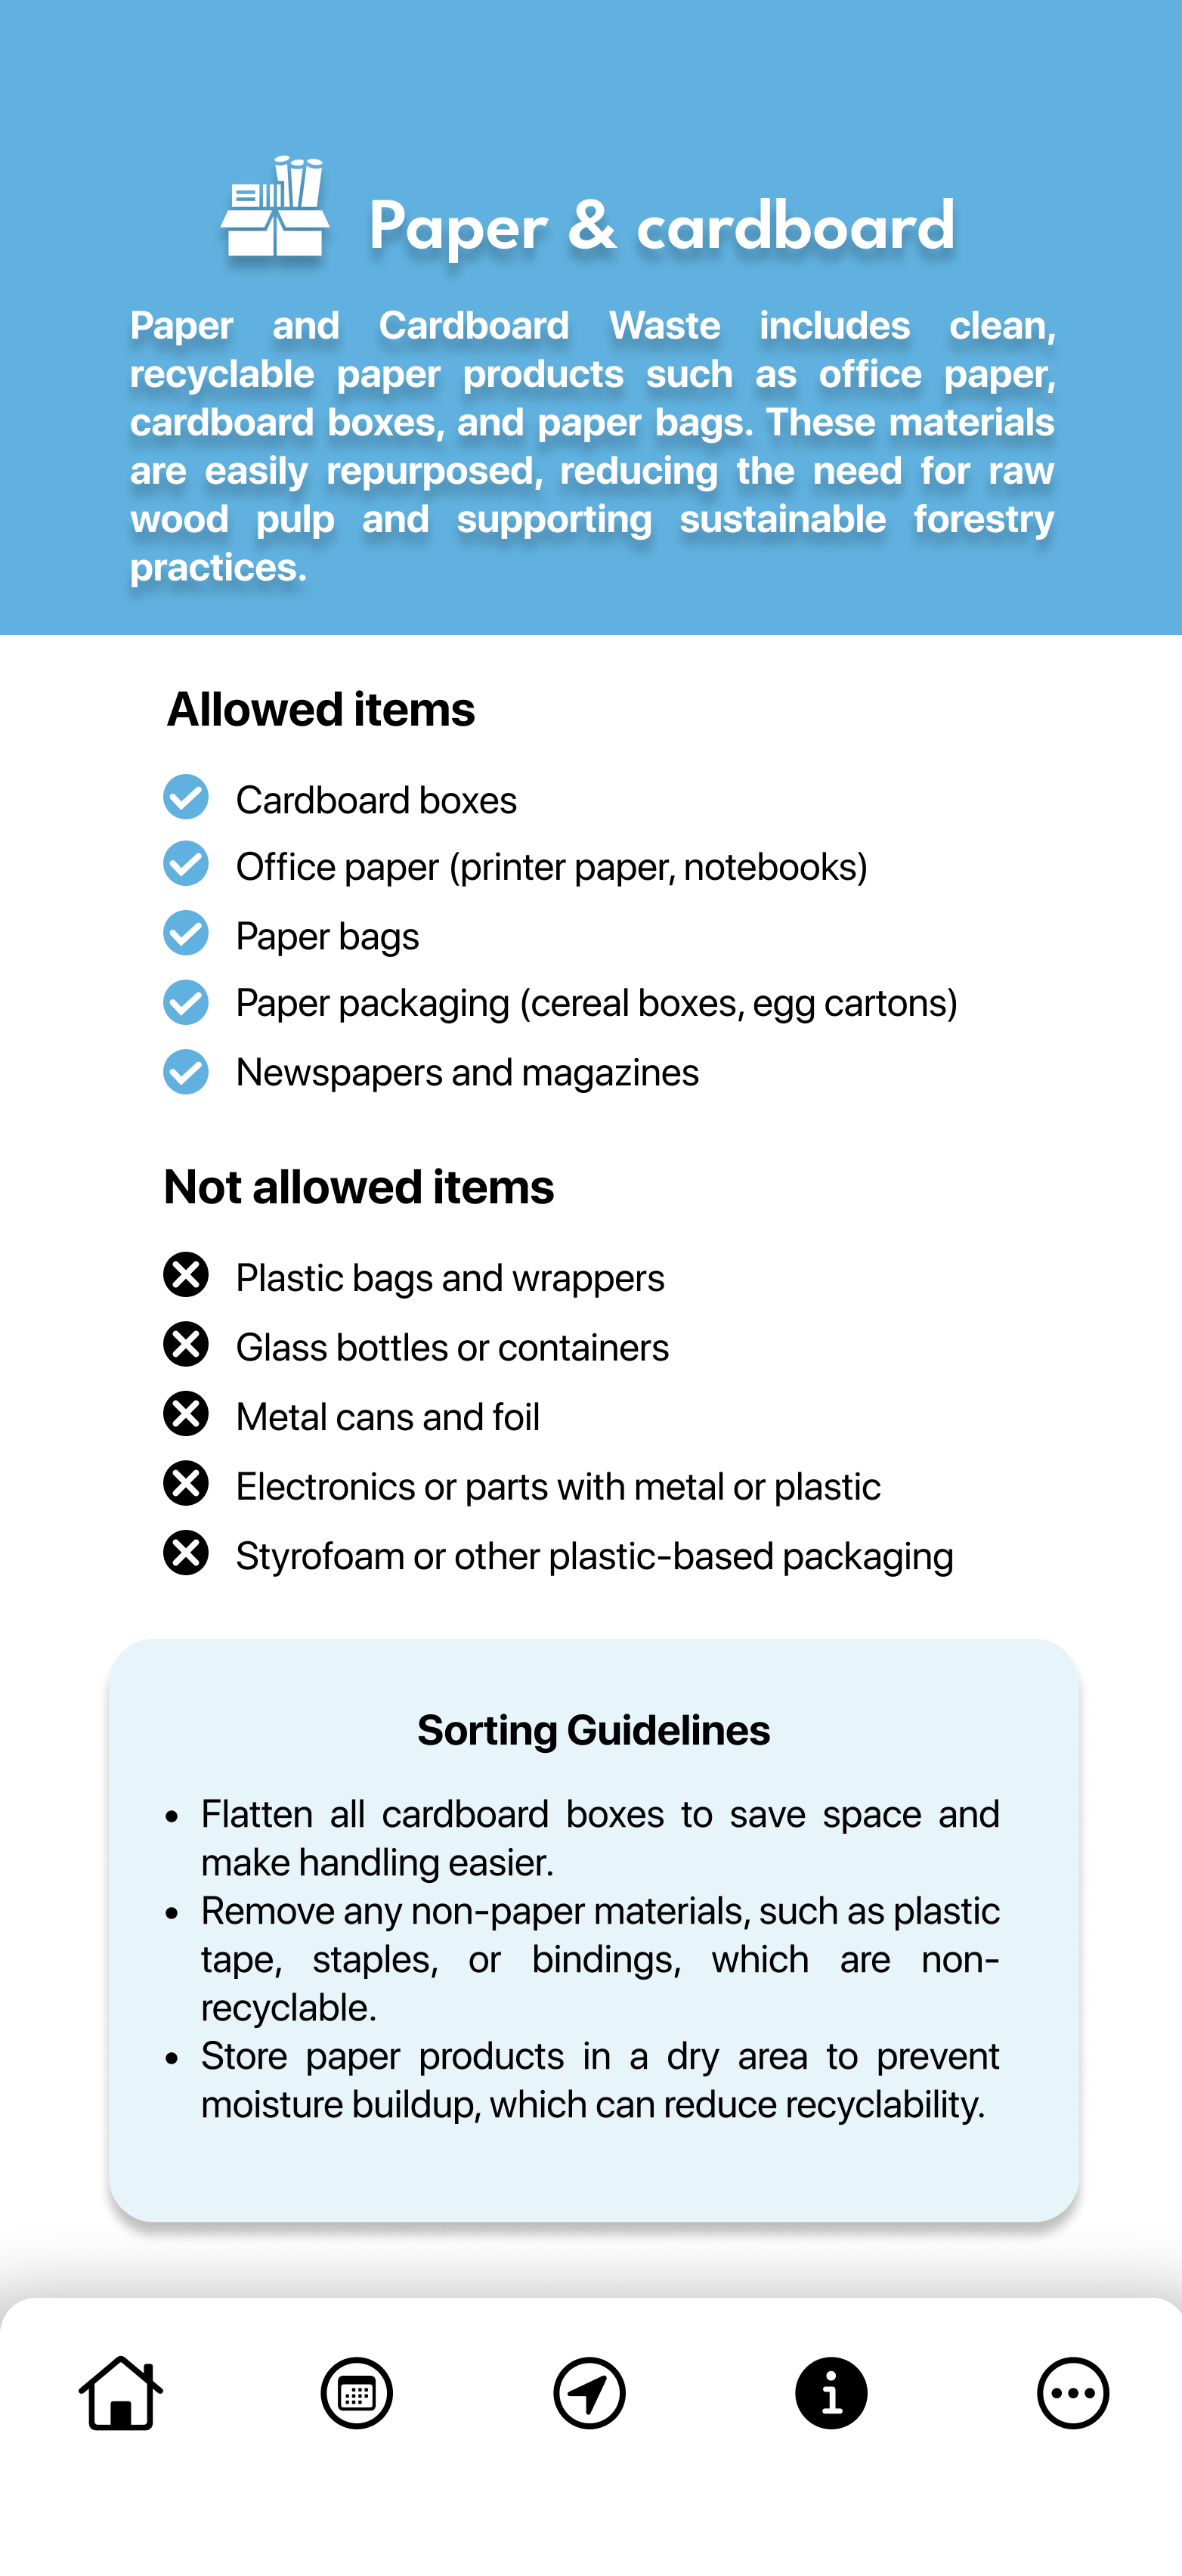 Paper & cardboard
Paper and Cardboard Waste includes clean,
recyclable paper products such as office paper,
cardboard boxes, and paper bags. These materials
are easily repurposed, reducing the need for raw
wood pulp and supporting sustainable forestry
practices.
Allowed items
Cardboard boxes
Office paper (printer paper, notebooks)
Paper bags
Paper packaging (cereal boxes, egg cartons)
Newspapers and magazines
Not allowed items
Plastic bags and wrappers
Glass bottles or containers
Metal cans and foil
Electronics or parts with metal or plastic
Styrofoam or other plastic-based packaging
Sorting Guidelines
• Flatten all cardboard boxes to save space and
make handling easier.
• Remove any non-paper materials, such as plastic
tape, staples, or bindings, which are non-
recyclable.
• Store paper products in a dry area to prevent
moisture buildup, which can reduce recyclability.